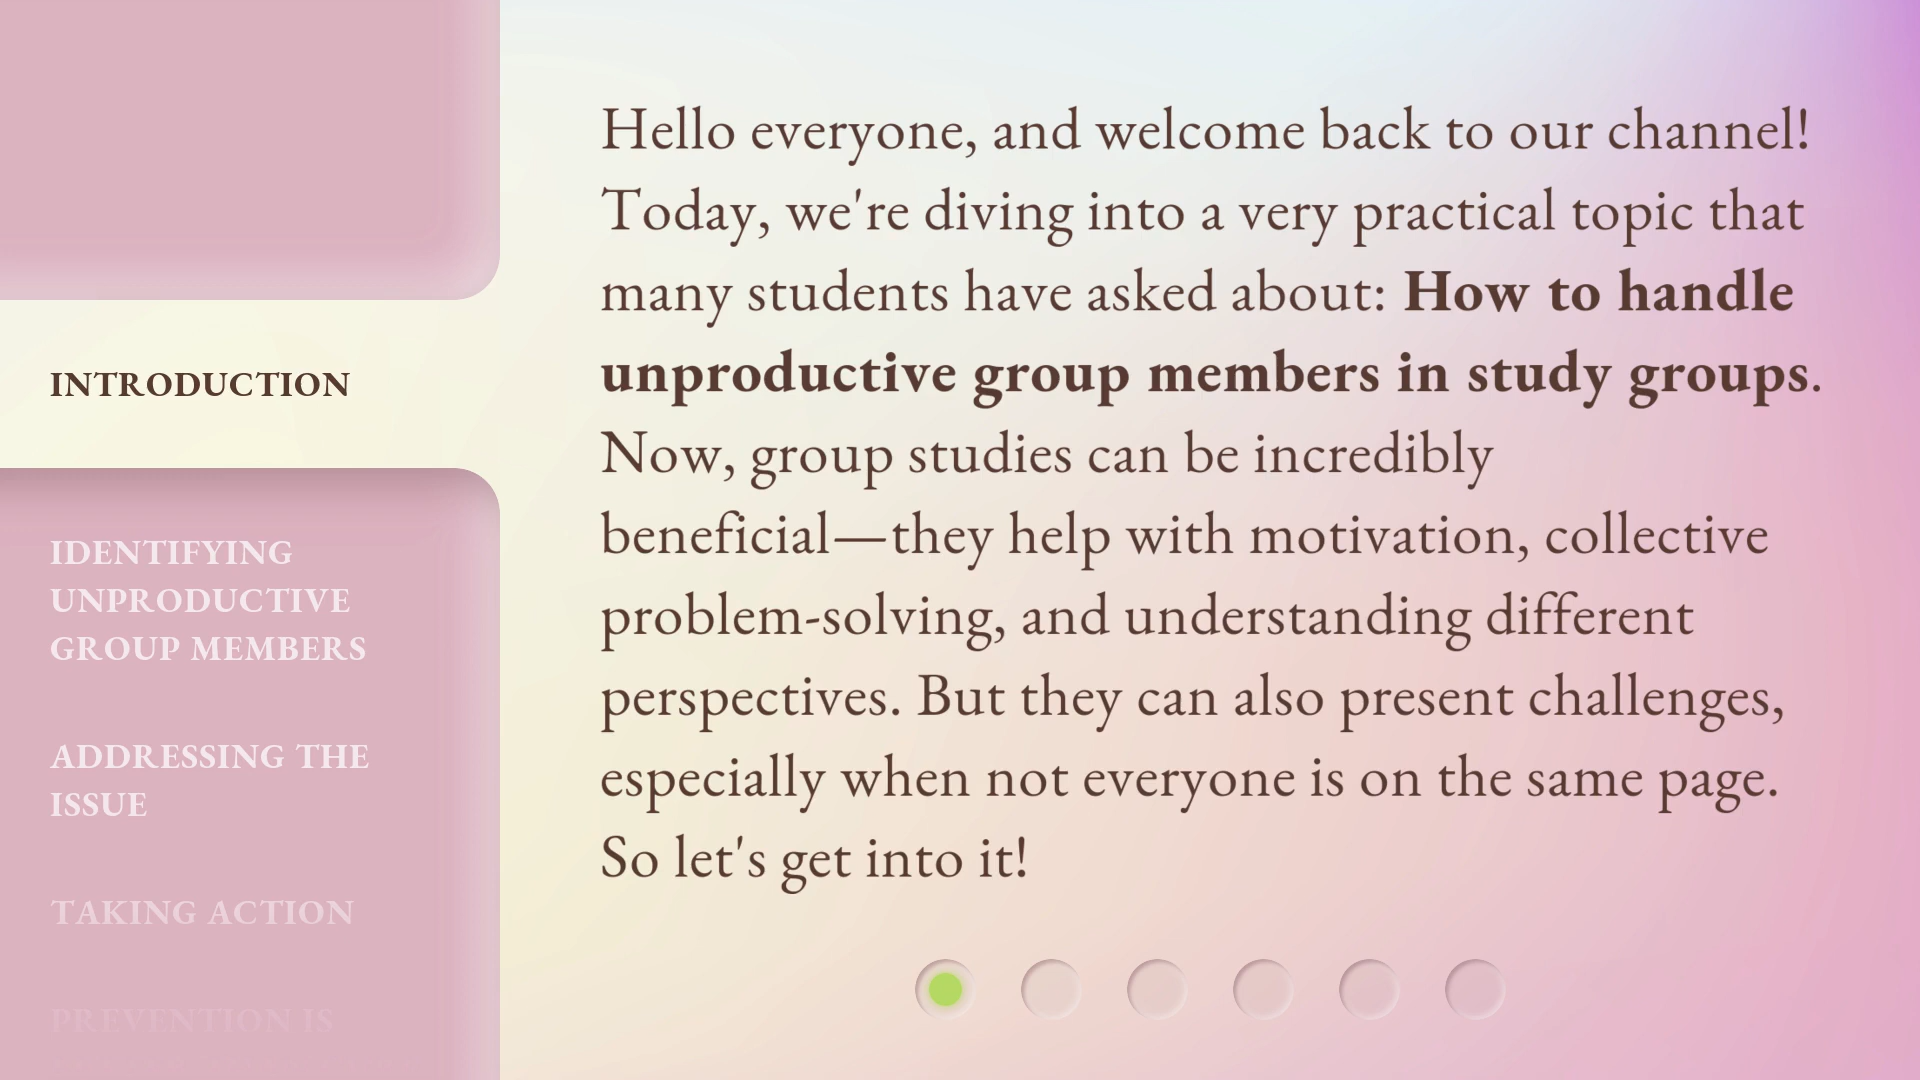 INTRODUCTION
IDENTIFYING
UNPRODUCTIVE
GROUP MEMBERS
ADDRESSING THE
ISSUE
TAKING ACTION
PREVENTION IS
Hello everyone, and welcome back to our channel!
Today, we're diving into a very practical topic that
many students have asked about: How to handle
unproductive group members in study groups.
Now, group studies can be incredibly
beneficial—they help with motivation, collective
problem-solving, and understanding different
perspectives. But they can also present challenges,
especially when not everyone is on the same page.
So let's get into it!